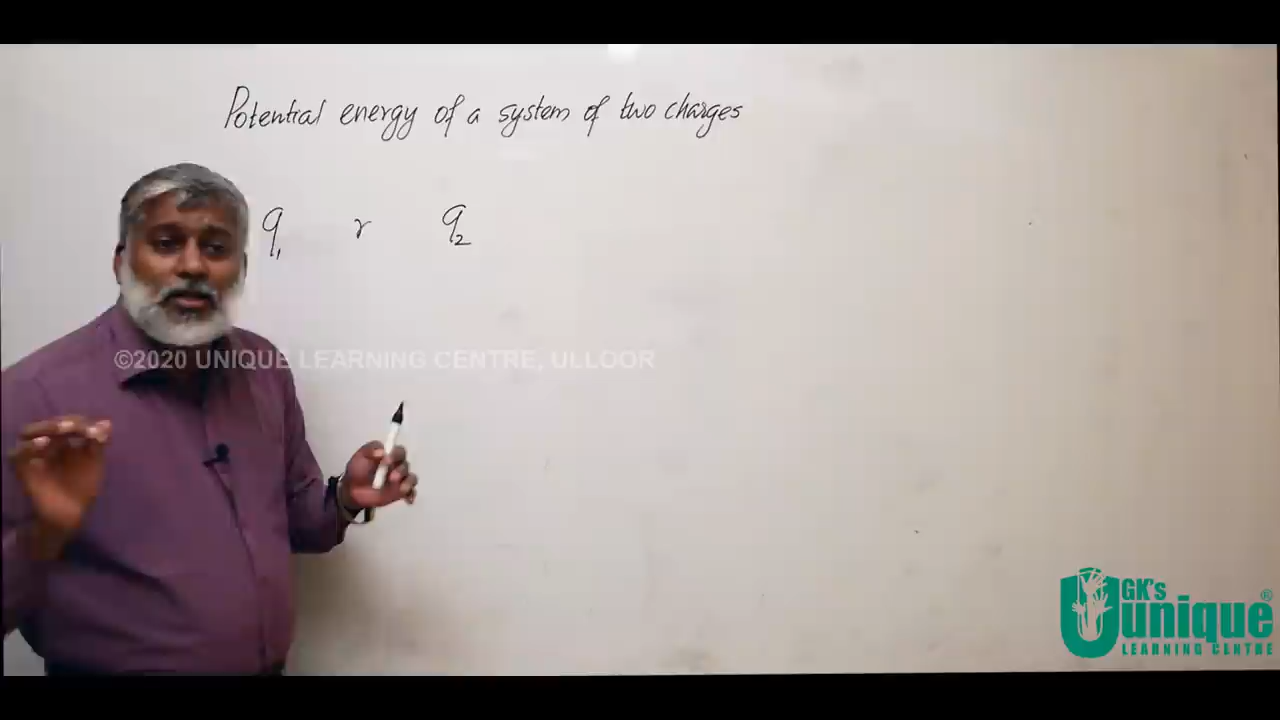 Potential energy of a system of two charges
q₁ r q₂
©2020 UNIQUE LEARNING CENTRE, ULLOOR
GK's
unique ®
LEARNING CENTRE